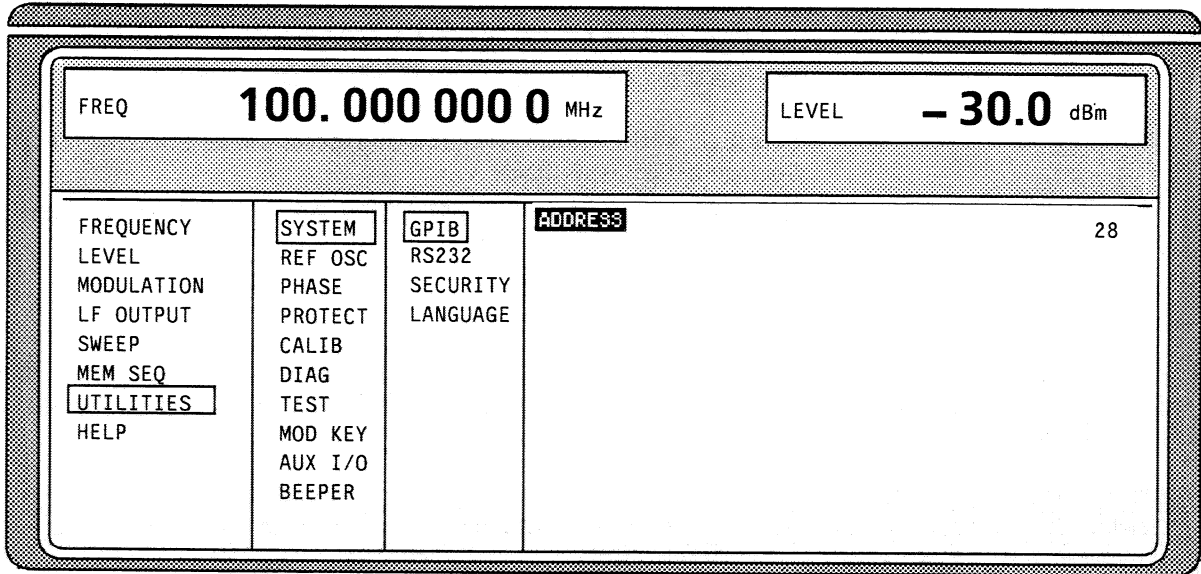 FREQ 100. 000 000 0 MHz
LEVEL – 30.0 dBm
FREQUENCY
LEVEL
MODULATION
LF OUTPUT
SWEEP
MEM SEQ
UTILITIES
HELP
SYSTEM
REF OSC
PHASE
PROTECT
CALIB
DIAG
TEST
MOD KEY
AUX I/O
BEEPER
GPIB
RS232
SECURITY
LANGUAGE
ADDRESS 28